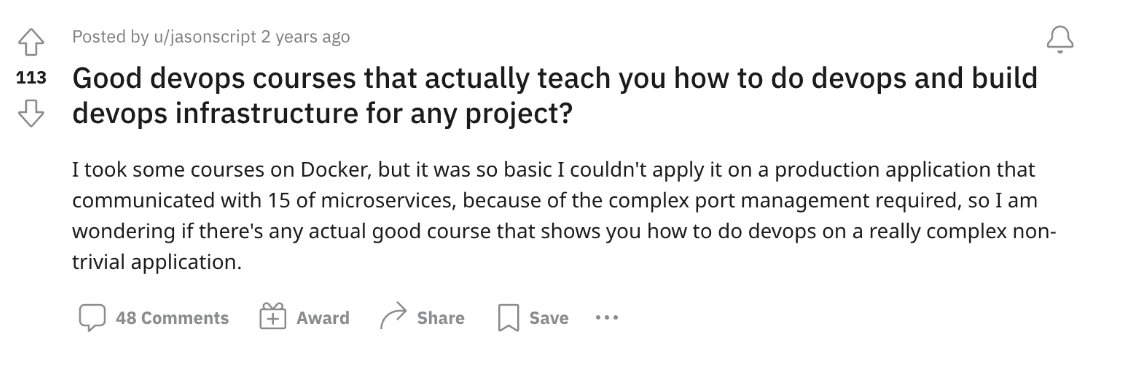 Posted by u/jasonscript 2 years ago
113
Good devops courses that actually teach you how to do devops and build
devops infrastructure for any project?
I took some courses on Docker, but it was so basic I couldn't apply it on a production application that
communicated with 15 of microservices, because of the complex port management required, so I am
wondering if there's any actual good course that shows you how to do devops on a really complex non-
trivial application.
48 Comments Award Share Save